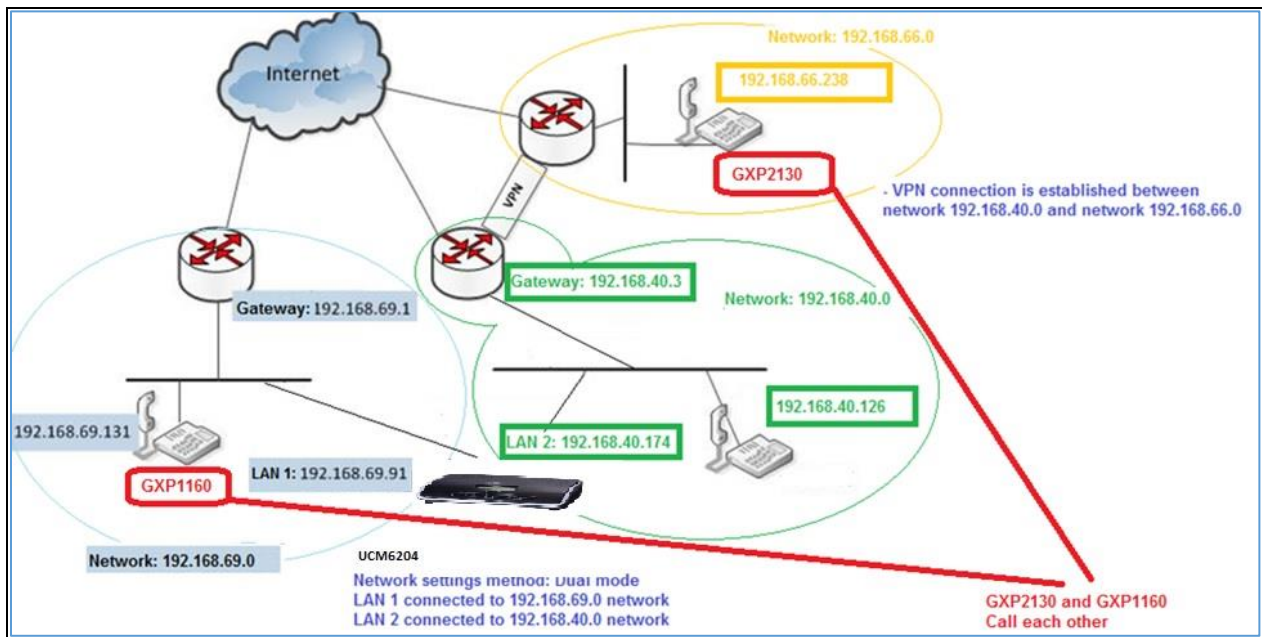 Network: 192.168.66.0
Internet
192.168.66.238
GXP2130
- VPN connection is established between
network 192.168.40.0 and network 192.168.66.0
VPN
Gateway: 192.168.40.3
Network: 192.168.40.0
Gateway: 192.168.69.1
192.168.40.126
192.168.69.131
LAN 2: 192.168.40.174
LAN 1: 192.168.69.91
GXP1160
Network: 192.168.69.0
UCM6204
Network settings method: Dual mode
LAN 1 connected to 192.168.69.0 network
LAN 2 connected to 192.168.40.0 network
GXP2130 and GXP1160
Call each other